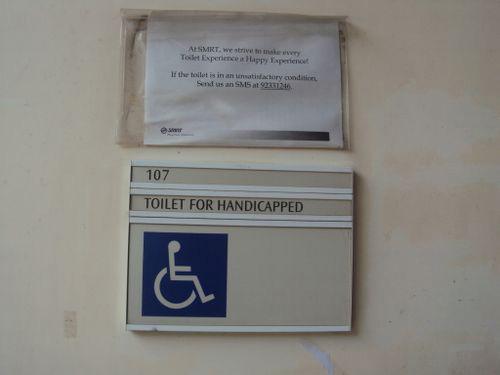 At SMRT, we strive to make every
Toilet Experience a Happy Experience!
If the toilet is in an unsatisfactory condition,
Send us an SMS at 92331246.
SMRT
107
TOILET FOR HANDICAPPED